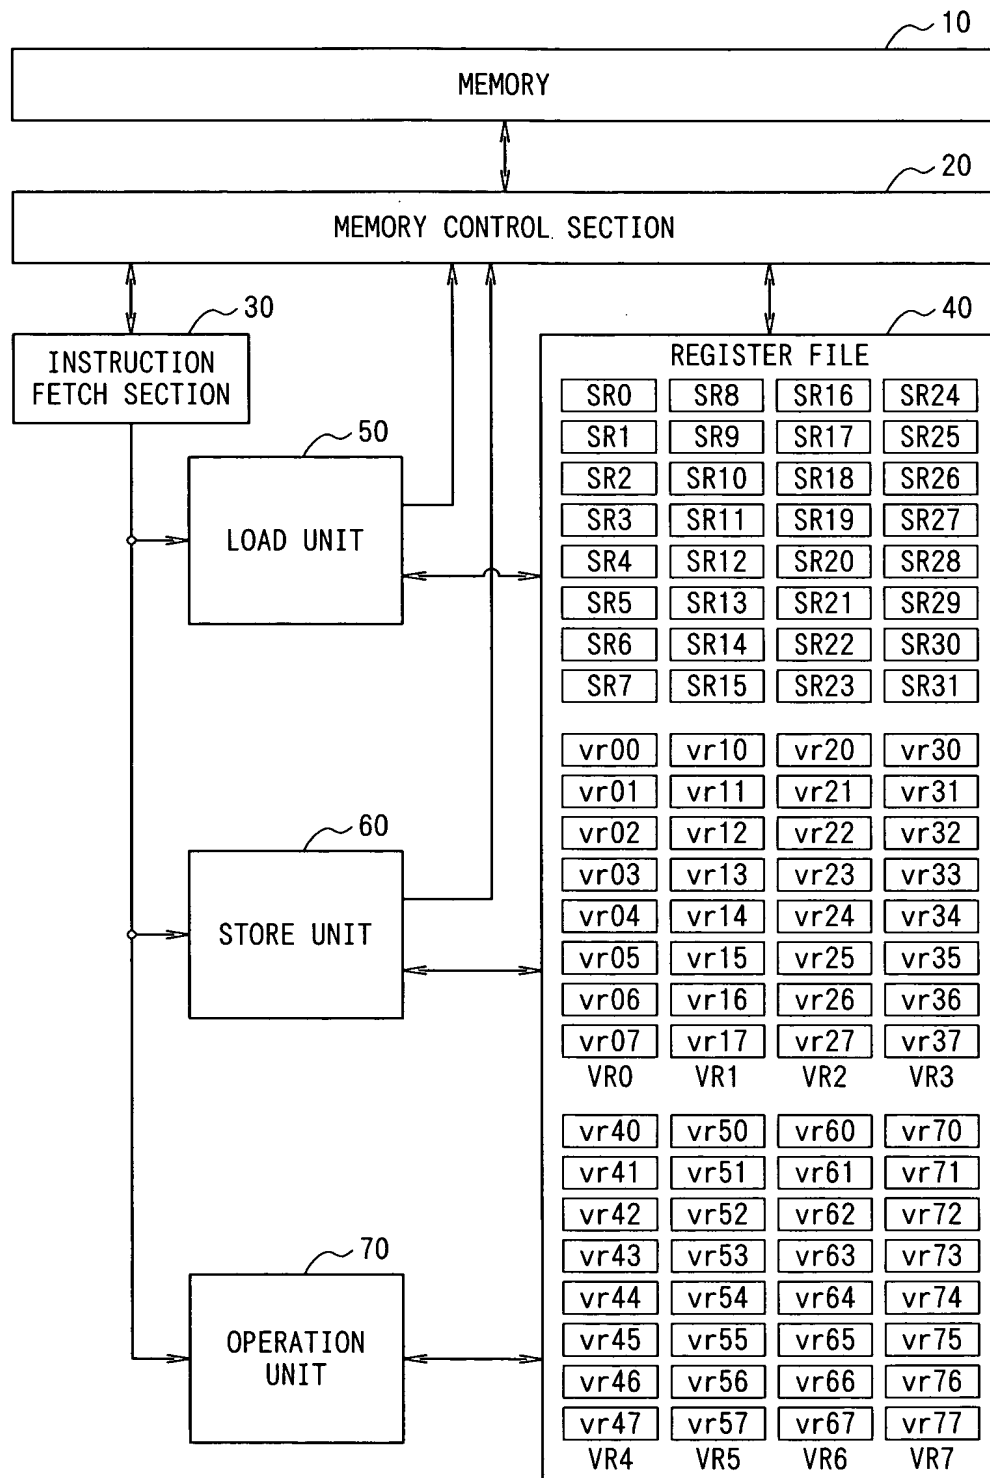 10
MEMORY
20
MEMORY CONTROL SECTION
30
INSTRUCTION
FETCH SECTION
40
REGISTER FILE
SR0 SR8 SR16 SR24
SR1 SR9 SR17 SR25
SR2 SR10 SR18 SR26
SR3 SR11 SR19 SR27
SR4 SR12 SR20 SR28
SR5 SR13 SR21 SR29
SR6 SR14 SR22 SR30
SR7 SR15 SR23 SR31
50
LOAD UNIT
vr00 vr10 vr20 vr30
vr01 vr11 vr21 vr31
vr02 vr12 vr22 vr32
vr03 vr13 vr23 vr33
vr04 vr14 vr24 vr34
vr05 vr15 vr25 vr35
vr06 vr16 vr26 vr36
vr07 vr17 vr27 vr37
VR0 VR1 VR2 VR3
60
STORE UNIT
vr40 vr50 vr60 vr70
vr41 vr51 vr61 vr71
vr42 vr52 vr62 vr72
vr43 vr53 vr63 vr73
vr44 vr54 vr64 vr74
vr45 vr55 vr65 vr75
vr46 vr56 vr66 vr76
vr47 vr57 vr67 vr77
VR4 VR5 VR6 VR7
70
OPERATION
UNIT